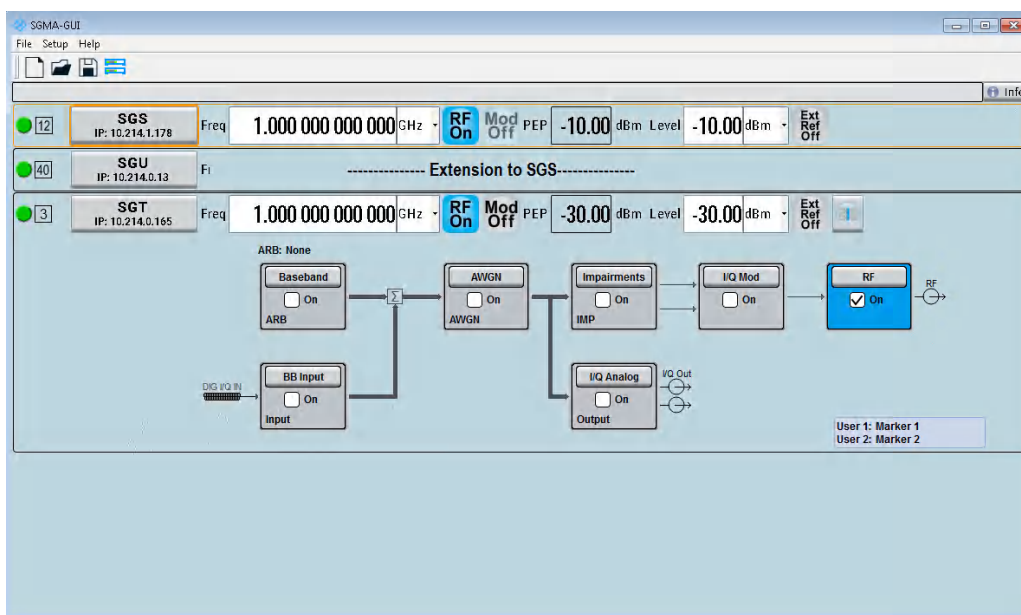 SGMA-GUI
File Setup Help
Info
12 SGS IP: 10.214.1.178 Freq 1.000 000 000 000 GHz RF On Mod Off PEP -10.00 dBm Level -10.00 dBm Ext Ref Off
40 SGU IP: 10.214.0.13 --------------- Extension to SGS---------------
3 SGT IP: 10.214.0.165 Freq 1.000 000 000 000 GHz RF On Mod Off PEP -30.00 dBm Level -30.00 dBm Ext Ref Off
ARB: None
Baseband AWGN Impairments I/Q Mod RF RF
On On On On On
Σ
ARB AWGN IMP
BB Input I/Q Analog I/Q Out
DIG I/Q IN
On On
Input Output
User 1: Marker 1
User 2: Marker 2